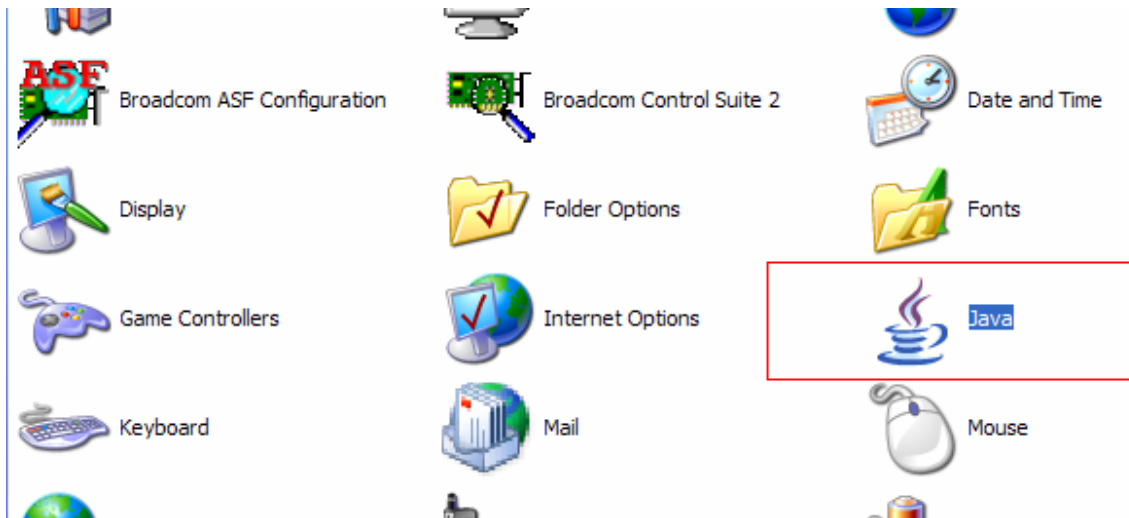 ASF
Broadcom ASF Configuration
Broadcom Control Suite 2
Date and Time
Display
Folder Options
Fonts
Game Controllers
Internet Options
Java
Keyboard
Mail
Mouse